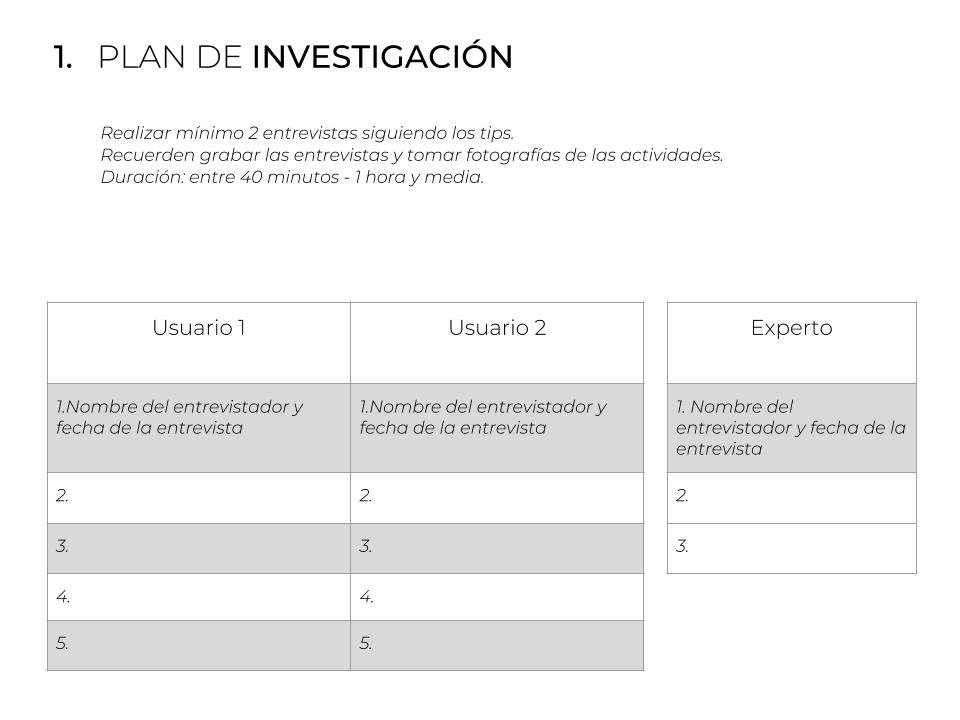 1. PLAN DE INVESTIGACIÓN
Realizar mínimo 2 entrevistas siguiendo los tips.
Recuerden grabar las entrevistas y tomar fotografías de las actividades.
Duración: entre 40 minutos - 1 hora y media.
Usuario 1
Usuario 2
Experto
1.Nombre del entrevistador y
fecha de la entrevista
1.Nombre del entrevistador y
fecha de la entrevista
1. Nombre del
entrevistador y fecha de la
entrevista
2.
2.
2.
3.
3.
3.
4.
4.
5.
5.